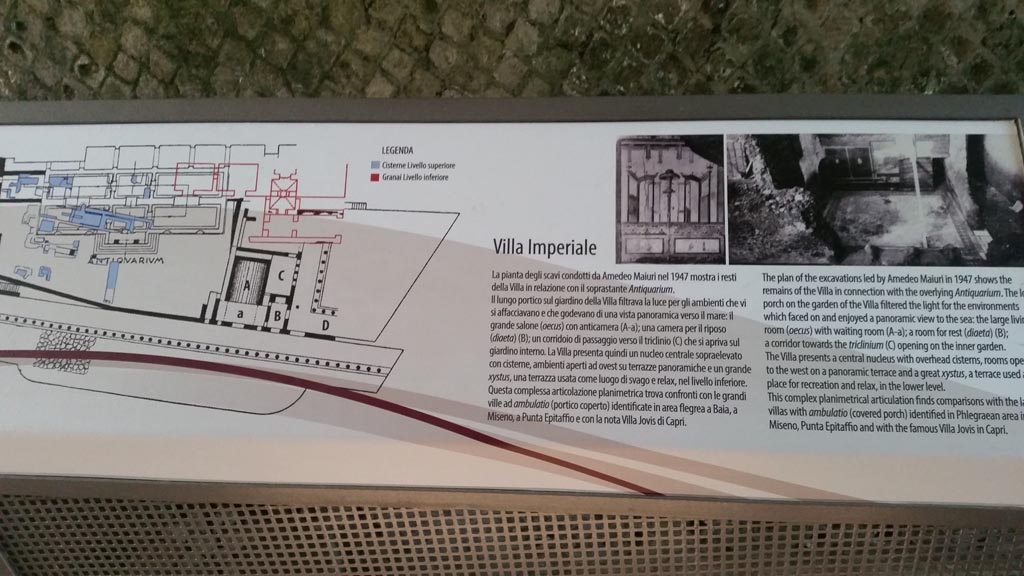 LEGENDA
Cisterne Livello superiore
Granai Livello inferiore
ANTIQVARIUM
A
C
a
B
D
Villa Imperiale
La pianta degli scavi condotti da Amedeo Maiuri nel 1947 mostra i resti
della Villa in relazione con il soprastante Antiquarium.
Il lungo portico sul giardino della Villa filtrava la luce per gli ambienti che vi
si affacciavano e che godevano di una vista panoramica verso il mare: il
grande salone (oecus) con anticamera (A-a); una camera per il riposo
(diaeta) (B); un corridoio di passaggio verso il triclinio (C) che si apriva sul
giardino interno. La Villa presenta quindi un nucleo centrale sopraelevato
con cisterne, ambienti aperti ad ovest su terrazze panoramiche e un grande
xystus, una terrazza usata come luogo di svago e relax, nel livello inferiore.
Questa complessa articolazione planimetrica trova confronti con le grandi
ville ad ambulatio (portico coperto) identificate in area flegrea a Baia, a
Miseno, a Punta Epitaffio e con la nota Villa Jovis di Capri.
The plan of the excavations led by Amedeo Maiuri in 1947 shows the
remains of the Villa in connection with the overlying Antiquarium. The
porch on the garden of the Villa filtered the light for the environments
which faced on and enjoyed a panoramic view to the sea: the large
room (oecus) with waiting room (A-a); a room for rest (diaeta) (B);
a corridor towards the triclinium (C) opening on the inner garden.
The Villa presents a central nucleus with overhead cisterns, rooms
to the west on a panoramic terrace and a great xystus, a terrace used
place for recreation and relax, in the lower level.
This complex planimetrical articulation finds comparisons with the
villas with ambulatio (covered porch) identified in Phlegraean area
Miseno, Punta Epitaffio and with the famous Villa Jovis in Capri.